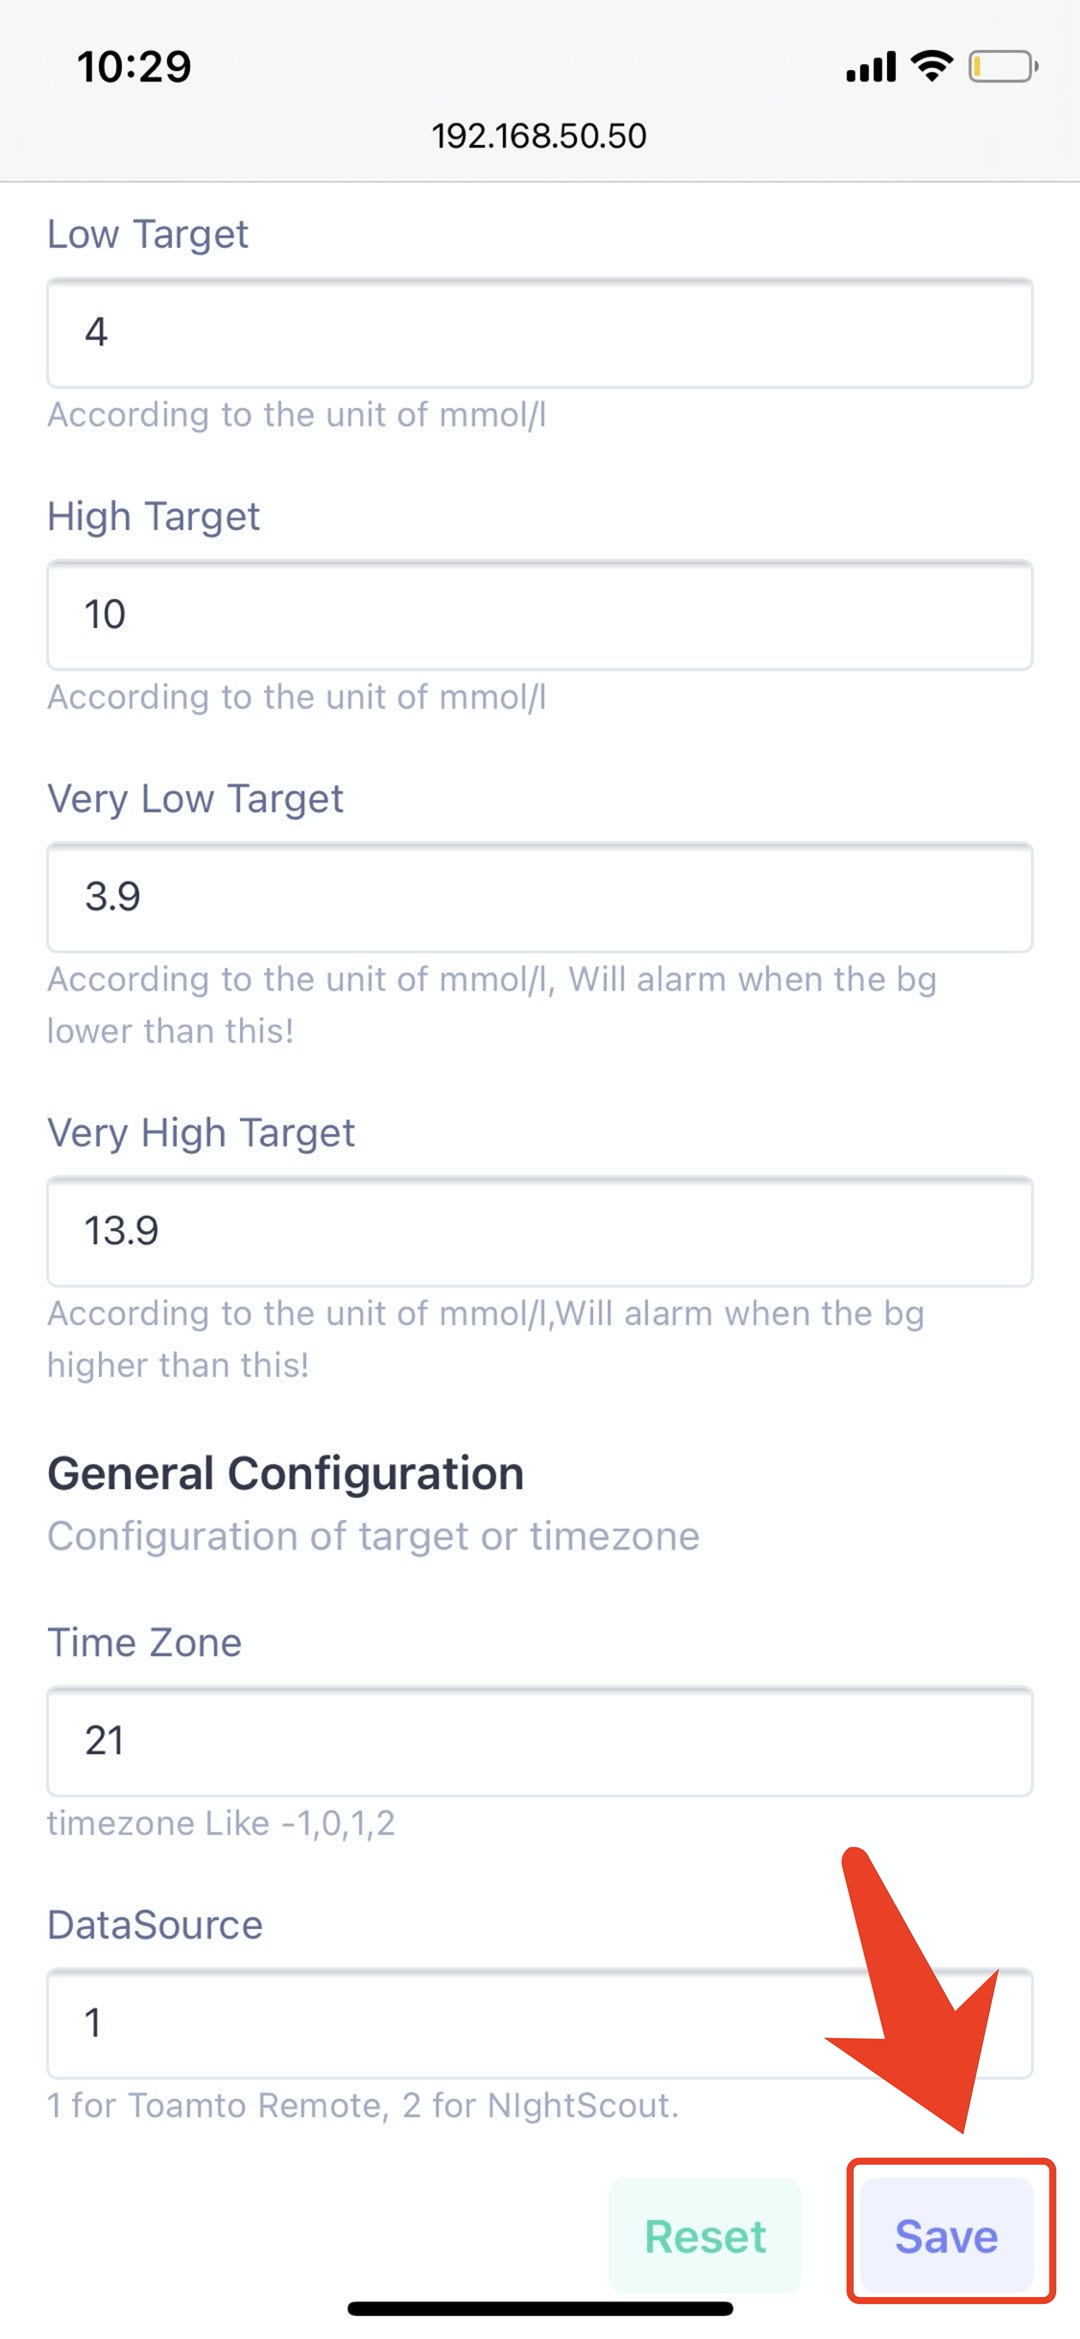 10:29
192.168.50.50
Low Target
4
According to the unit of mmol/l
High Target
10
According to the unit of mmol/l
Very Low Target
3.9
According to the unit of mmol/l, Will alarm when the bg
lower than this!
Very High Target
13.9
According to the unit of mmol/l,Will alarm when the bg
higher than this!
General Configuration
Configuration of target or timezone
Time Zone
21
timezone Like -1,0,1,2
DataSource
1
1 for Toamto Remote, 2 for NIghtScout.
Reset
Save